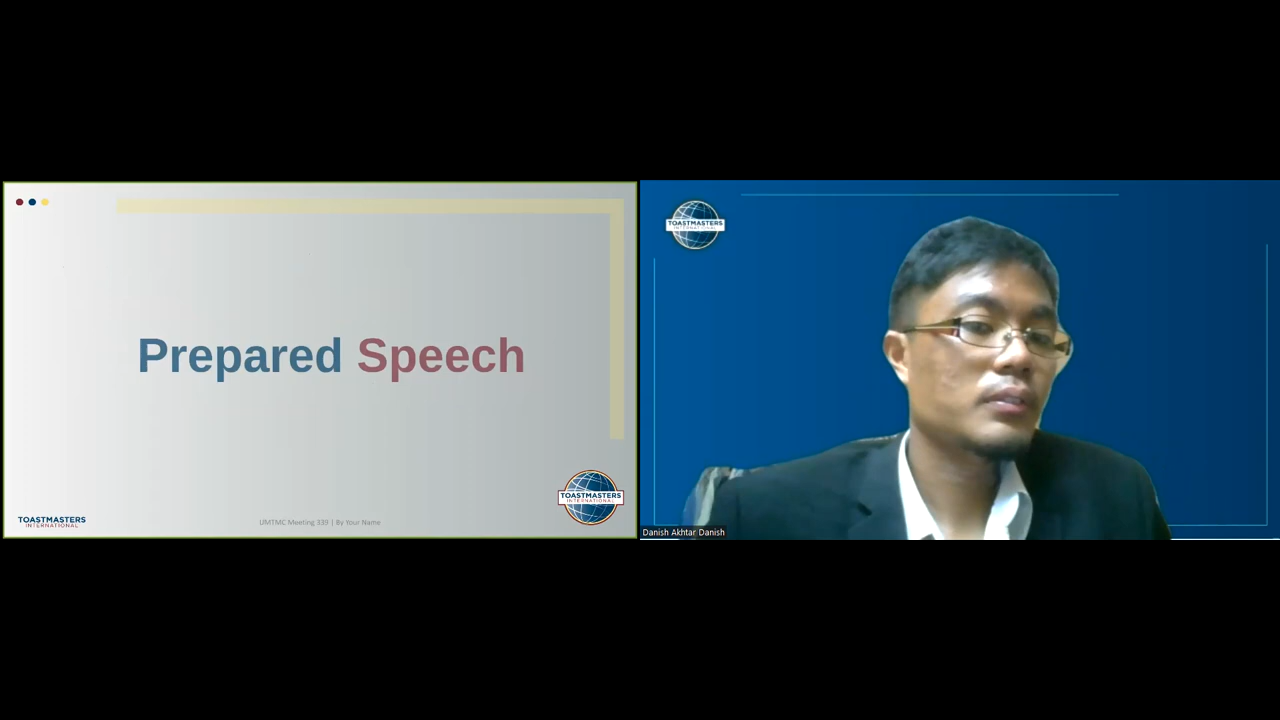 Prepared Speech
TOASTMASTERS
INTERNATIONAL
UMTMC Meeting 339 | By Your Name
TOASTMASTERS
INTERNATIONAL
TOASTMASTERS
INTERNATIONAL
Danish Akhtar Danish